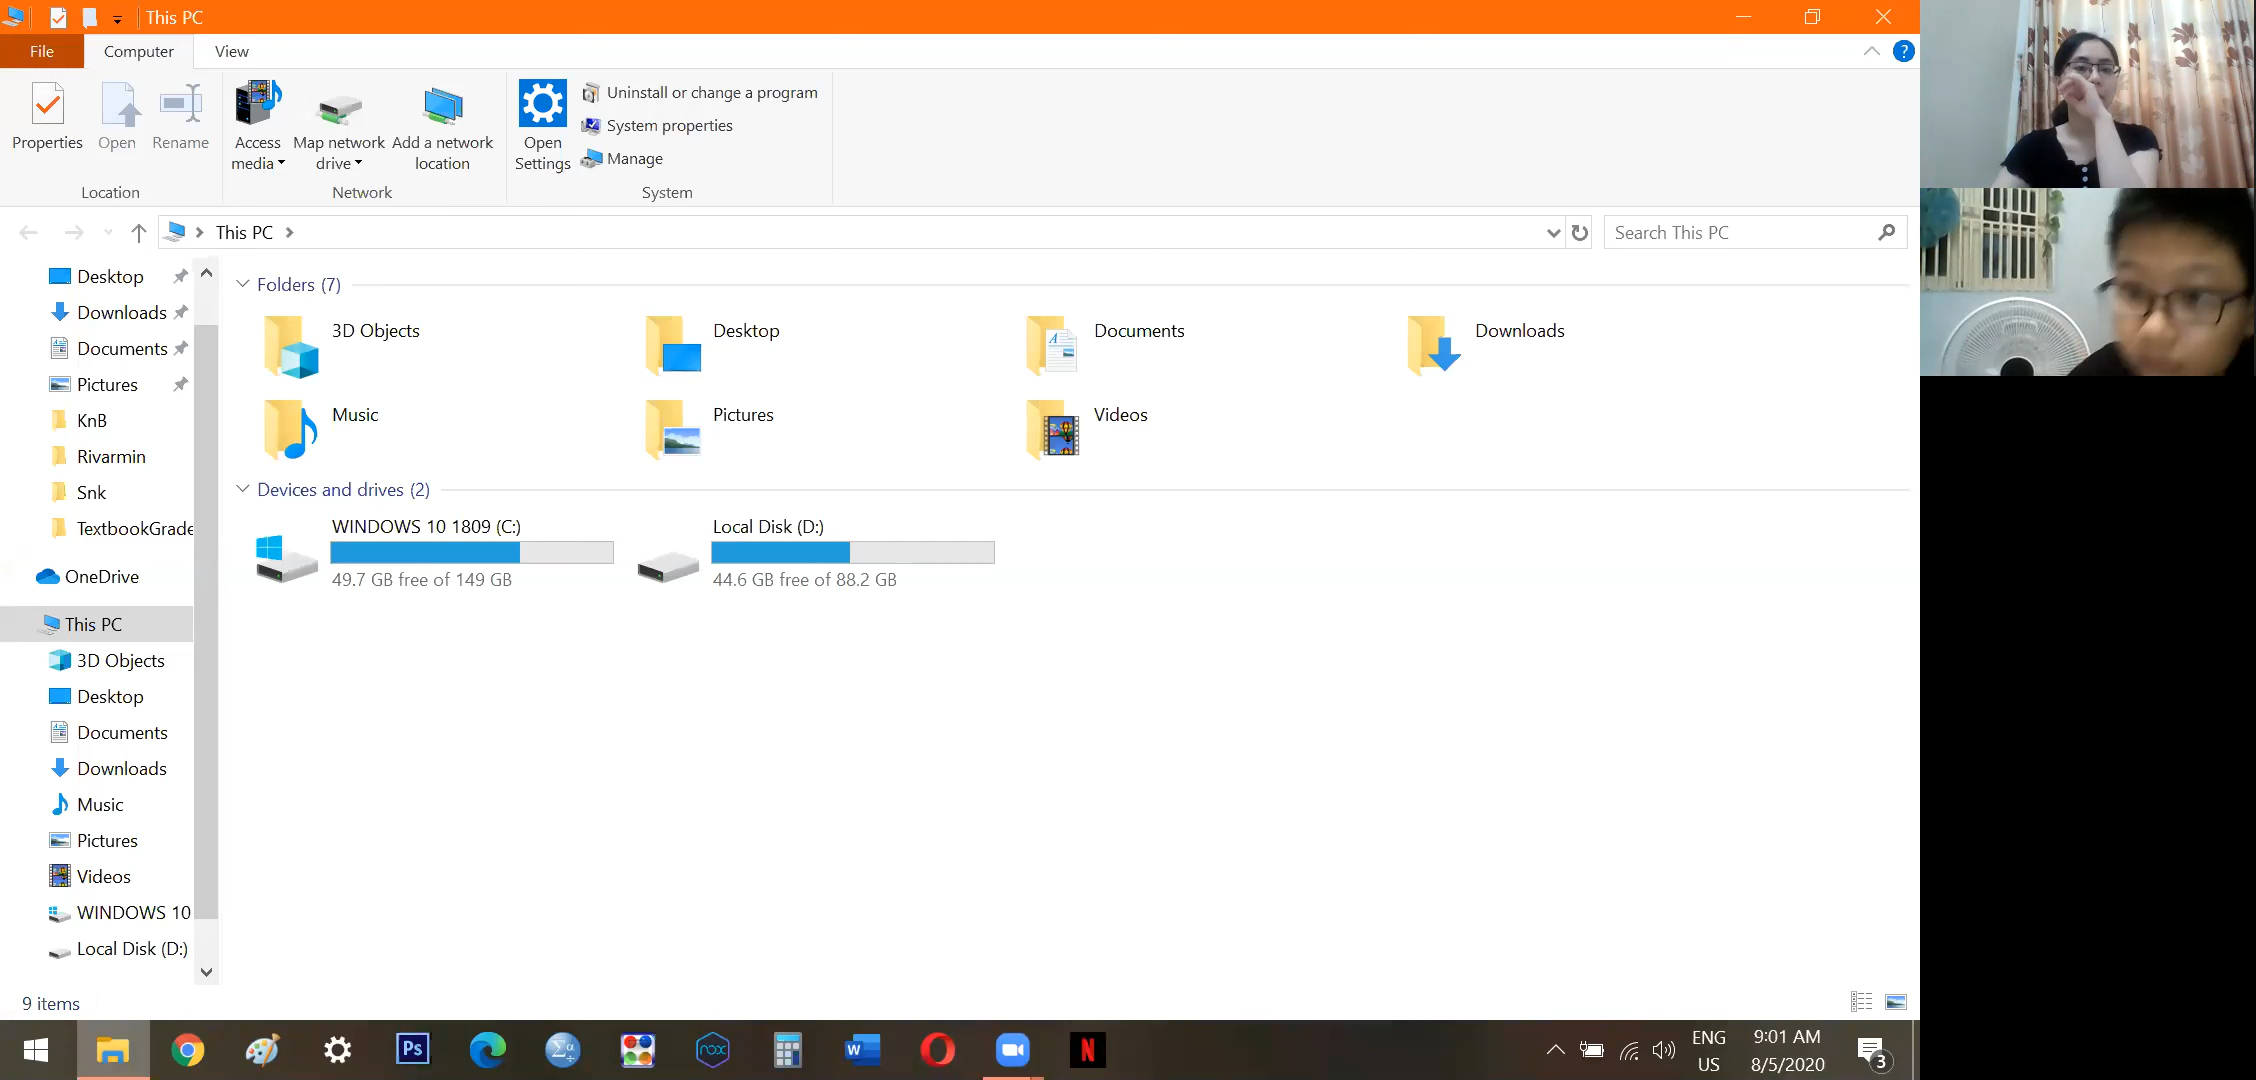 This PC
File
Computer
View
Properties
Open
Rename
Access media
Map network drive
Add a network location
Open Settings
Uninstall or change a program
System properties
Manage
Location
Network
System
This PC
Search This PC
Desktop
Downloads
Documents
Pictures
KnB
Rivarmin
Snk
TextbookGrade
OneDrive
This PC
3D Objects
Desktop
Documents
Downloads
Music
Pictures
Videos
WINDOWS 10
Local Disk (D:)
Folders (7)
3D Objects
Desktop
Documents
Downloads
Music
Pictures
Videos
Devices and drives (2)
WINDOWS 10 1809 (C:)
49.7 GB free of 149 GB
Local Disk (D:)
44.6 GB free of 88.2 GB
9 items
Ps
nox
W
N
ENG
US
9:01 AM
8/5/2020
3